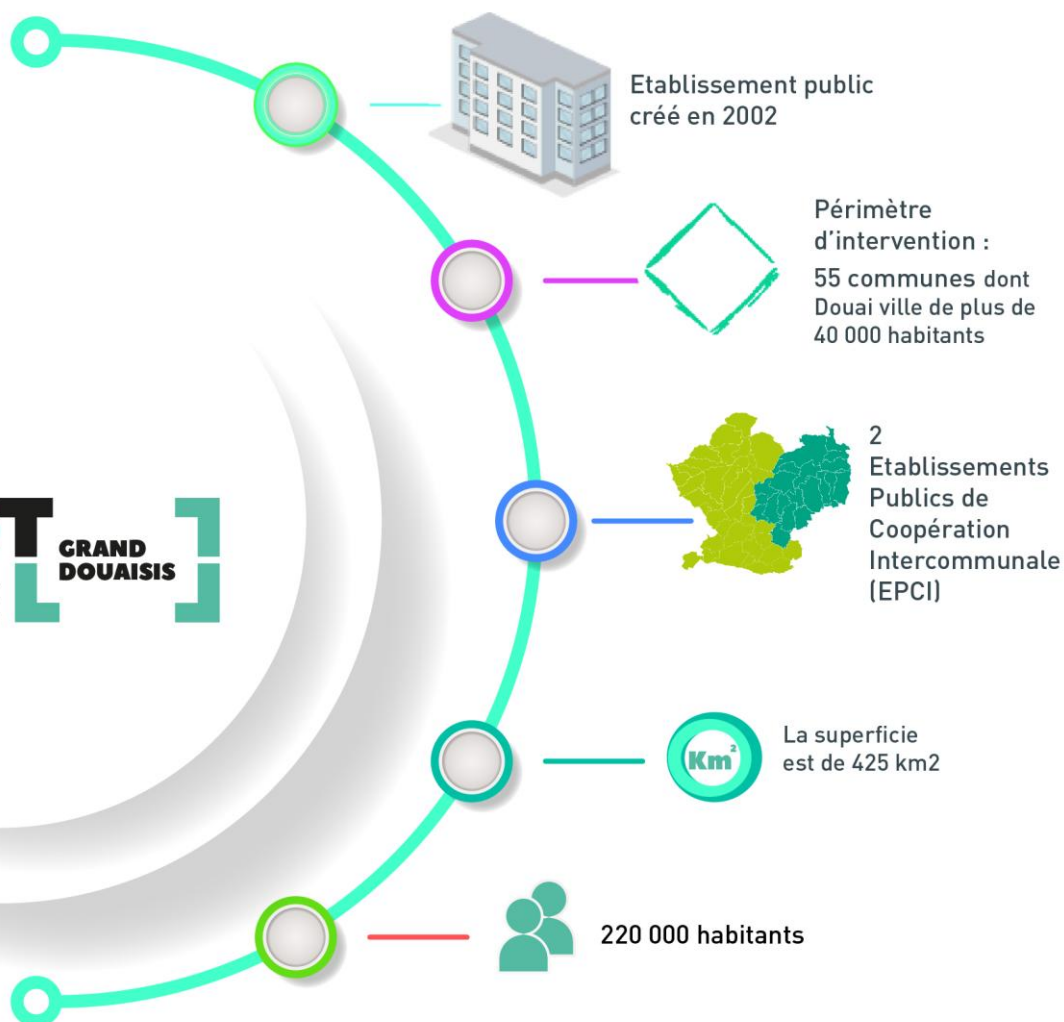 Etablissement public
créé en 2002
Périmètre
d'intervention :
55 communes dont
Douai ville de plus de
40 000 habitants
T
GRAND
DOUAISIS
2
Etablissements
Publics de
Coopération
Intercommunale
(EPCI)
Km²
La superficie
est de 425 km2
220 000 habitants